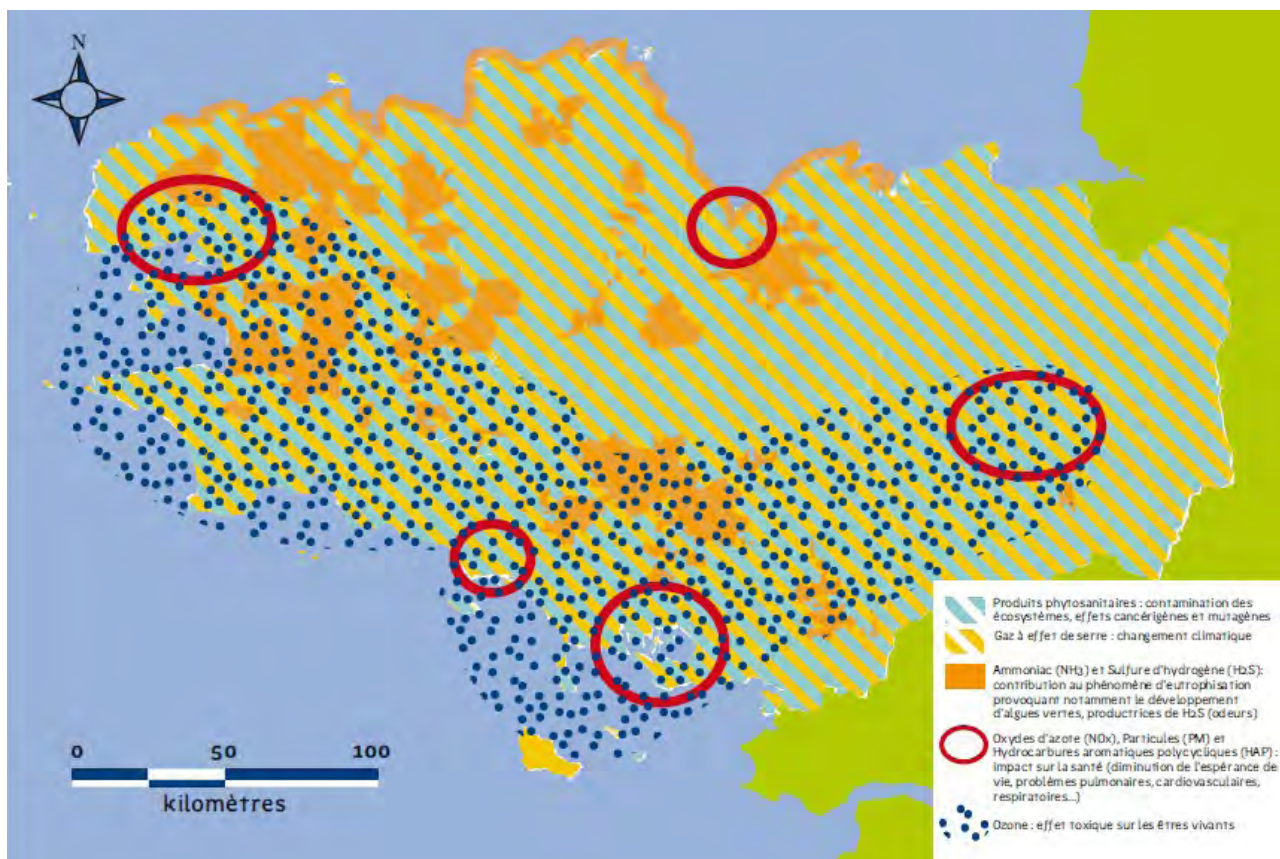 N
0 50 100
kilomètres
Produits phytosanitaires : contamination des
écosystèmes, effets cancérigènes et mutagènes
Gaz à effet de serre : changement climatique
Ammoniac (NH3) et Sulfure d'hydrogène (H2S):
contribution au phénomène d'eutrophisation
provoquant notamment le développement
d'algues vertes, productrices de H2S (odeurs)
Oxydes d'azote (NOx), Particules (PM) et
Hydrocarbures aromatiques polycycliques (HAP) :
impact sur la santé (diminution de l'espérance de
vie, problèmes pulmonaires, cardiovasculaires,
respiratoires...)
Ozone : effet toxique sur les êtres vivants